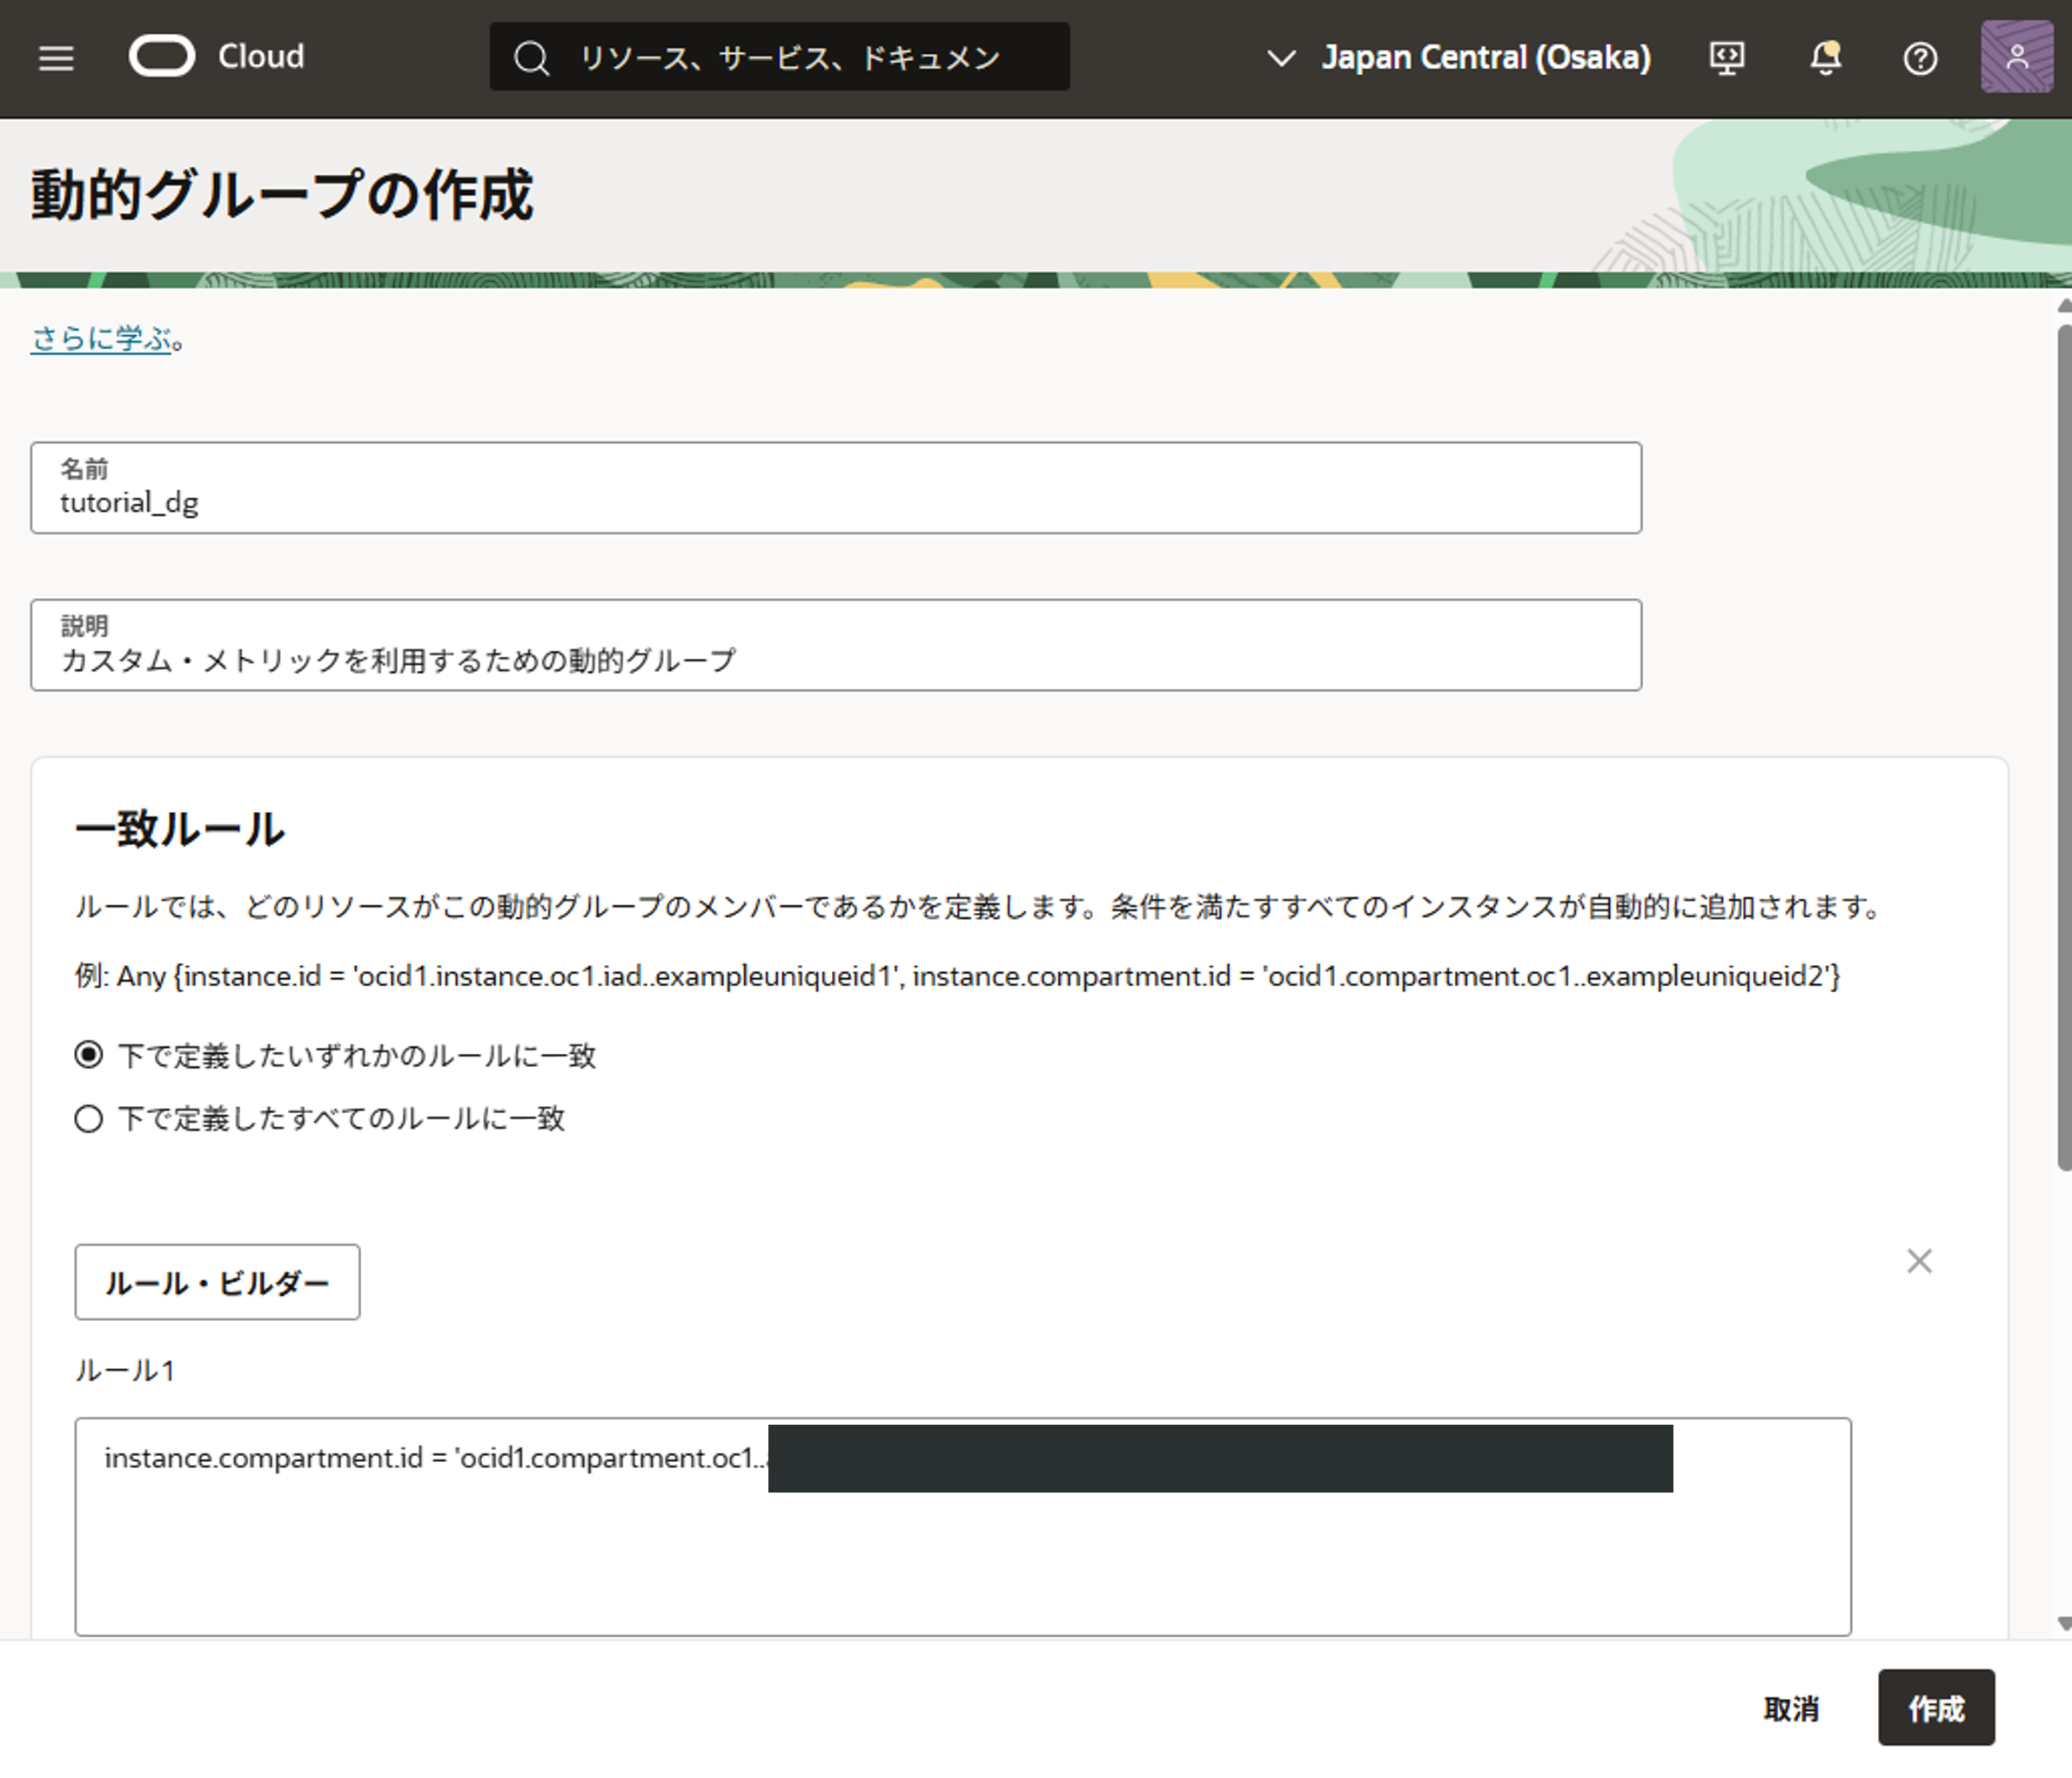 Cloud
リソース、サービス、ドキュメン
Japan Central (Osaka)
動的グループの作成
さらに学ぶ。
名前
tutorial_dg
説明
カスタム・メトリックを利用するための動的グループ
一致ルール
ルールでは、どのリソースがこの動的グループのメンバーであるかを定義します。条件を満たすすべてのインスタンスが自動的に追加されます。
例: Any {instance.id = 'ocid1.instance.oc1.iad..exampleuniqueid1', instance.compartment.id = 'ocid1.compartment.oc1..exampleuniqueid2'}
下で定義したいずれかのルールに一致
下で定義したすべてのルールに一致
ルール・ビルダー
ルール1
instance.compartment.id = 'ocid1.compartment.oc1..
取消
作成